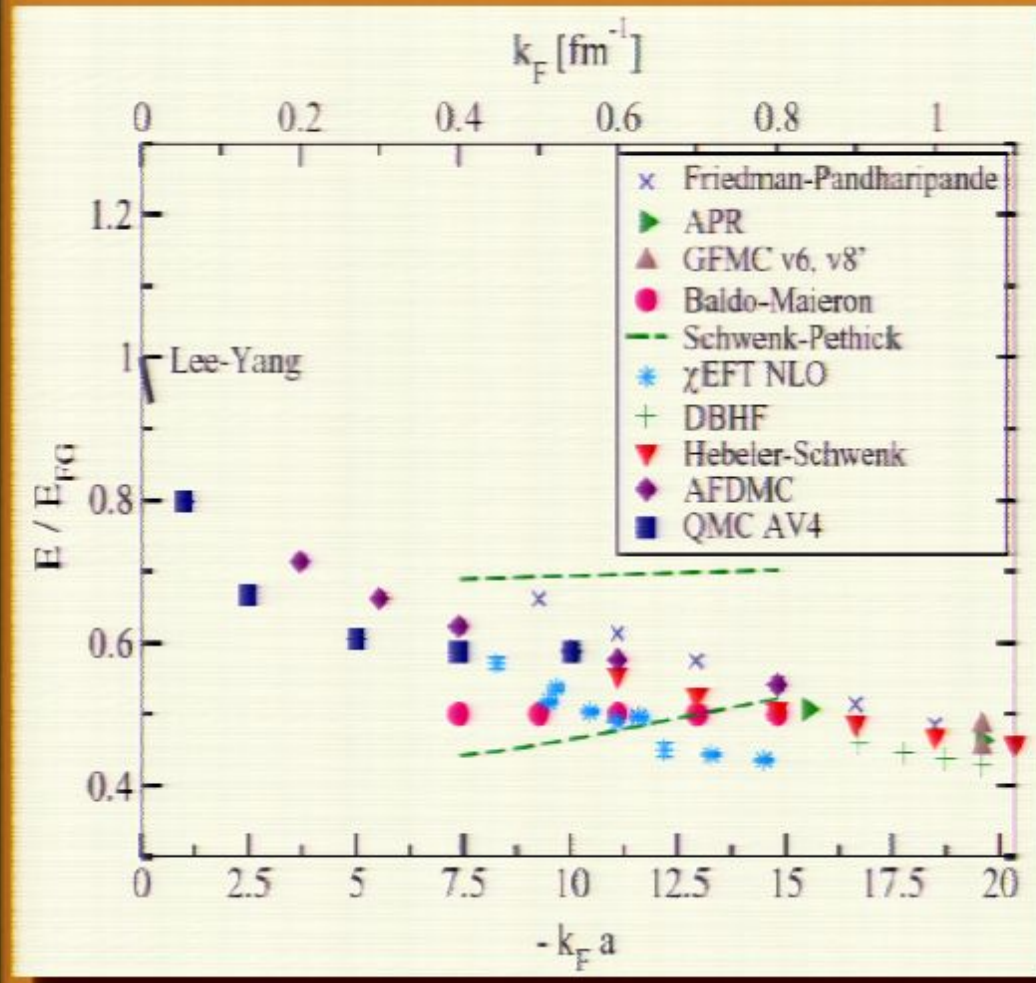 k_F [fm^-1]
0 0.2 0.4 0.6 0.8 1
Friedman-Pandharipande
APR
GFMC v6, v8'
Baldo-Maieron
Schwenk-Pethick
χEFT NLO
DBHF
Hebeler-Schwenk
AFDMC
QMC AV4
1.2
1
Lee-Yang
0.8
0.6
0.4
E / E_FG
0 2.5 5 7.5 10 12.5 15 17.5 20
- k_F a